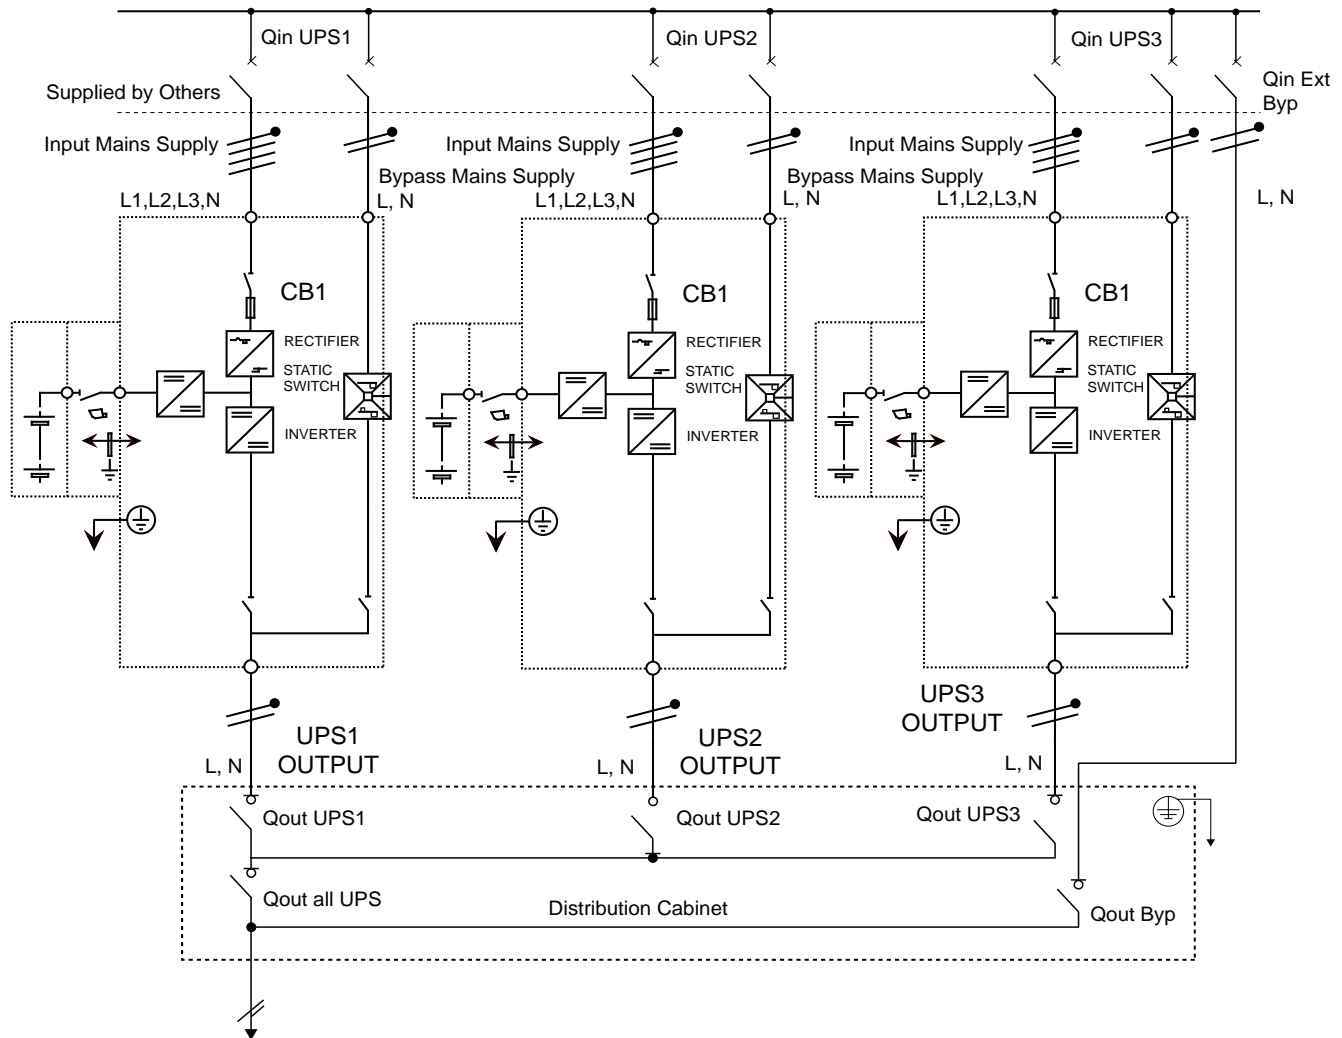 Qin UPS1
Qin UPS2
Qin UPS3
Supplied by Others
Qin Ext
Byp
Input Mains Supply
Input Mains Supply
Input Mains Supply
Bypass Mains Supply
Bypass Mains Supply
L1,L2,L3,N
L, N
L1,L2,L3,N
L, N
L1,L2,L3,N
L, N
CB1
CB1
CB1
RECTIFIER
RECTIFIER
RECTIFIER
STATIC
SWITCH
STATIC
SWITCH
STATIC
SWITCH
INVERTER
INVERTER
INVERTER
UPS1
OUTPUT
UPS2
OUTPUT
UPS3
OUTPUT
L, N
L, N
L, N
Qout UPS1
Qout UPS2
Qout UPS3
Qout all UPS
Distribution Cabinet
Qout Byp